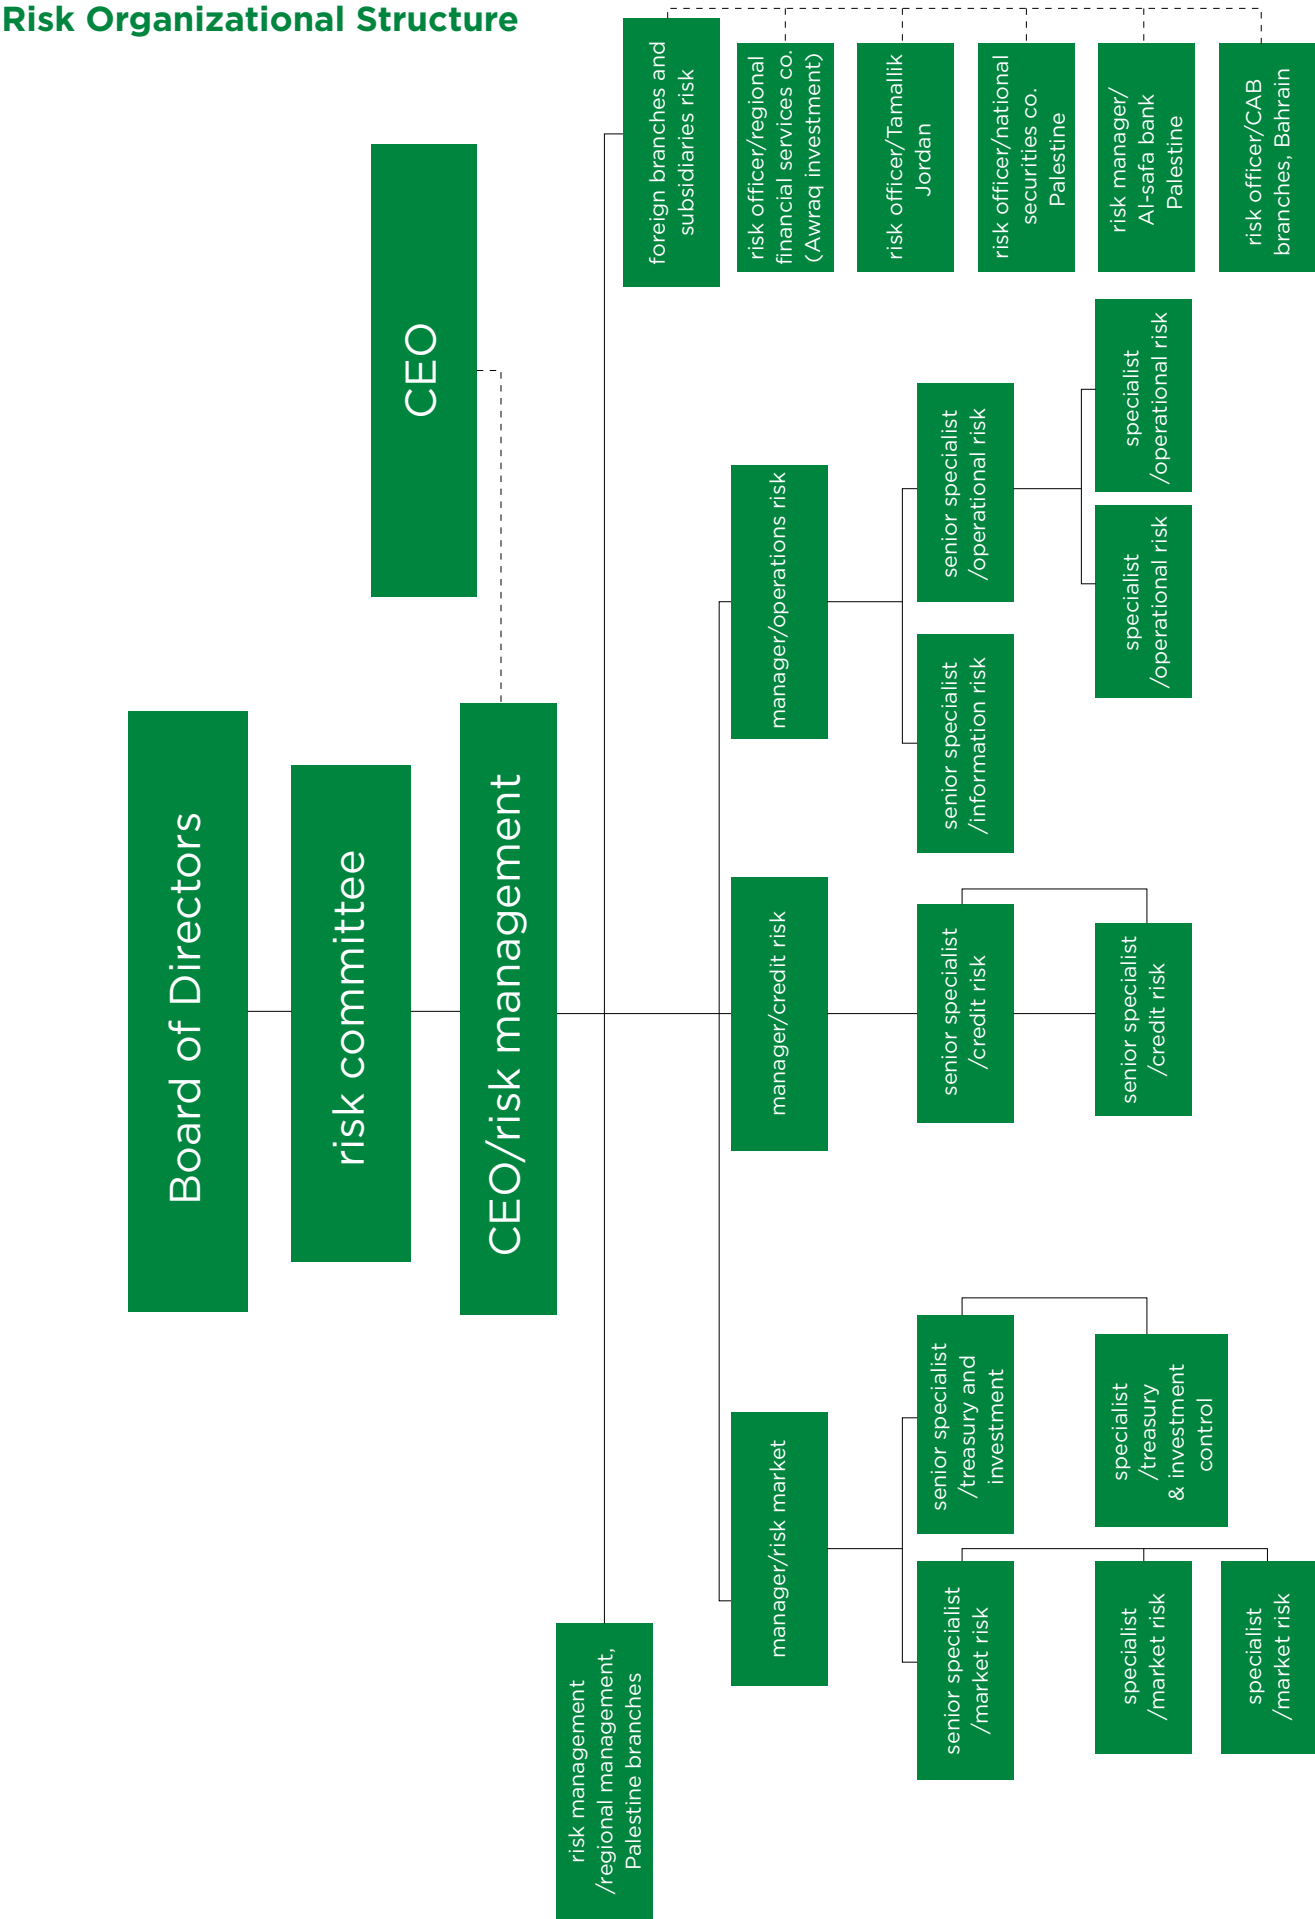 Risk Organizational Structure
Board of Directors
risk committee
CEO
CEO/risk management
risk management
/regional management,
Palestine branches
foreign branches and
subsidiaries risk
manager/risk market
manager/credit risk
manager/operations risk
risk officer/regional
financial services co.
(Awraq investment)
risk officer/Tamallik
Jordan
risk officer/national
securities co.
Palestine
risk manager/
Al-safa bank
Palestine
risk officer/CAB
branches, Bahrain
senior specialist
/market risk
senior specialist
/treasury and
investment
senior specialist
/credit risk
senior specialist
/information risk
senior specialist
/operational risk
specialist
/market risk
specialist
/treasury
& investment
control
senior specialist
/credit risk
specialist
/operational risk
specialist
/operational risk
specialist
/market risk